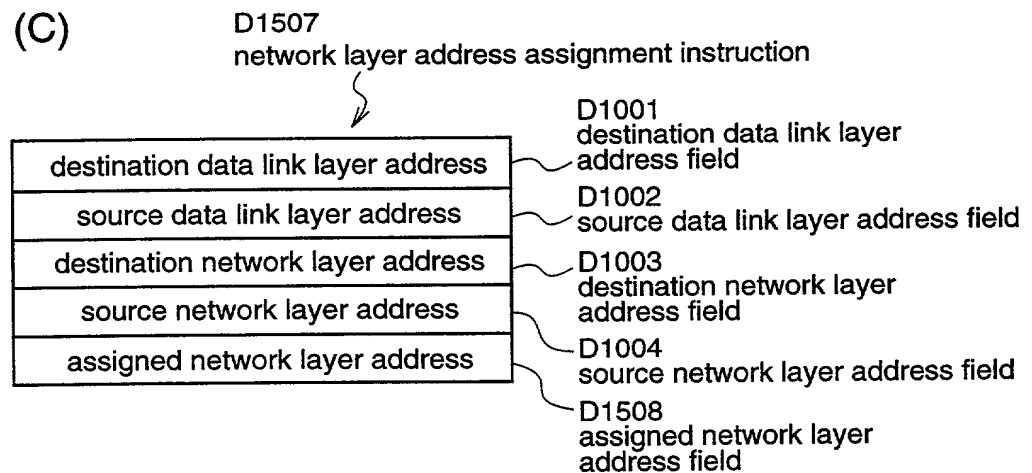 (C)
D1507
network layer address assignment instruction
destination data link layer address
D1001
destination data link layer
address field
source data link layer address
D1002
source data link layer address field
destination network layer address
D1003
destination network layer
address field
source network layer address
D1004
source network layer address field
assigned network layer address
D1508
assigned network layer
address field